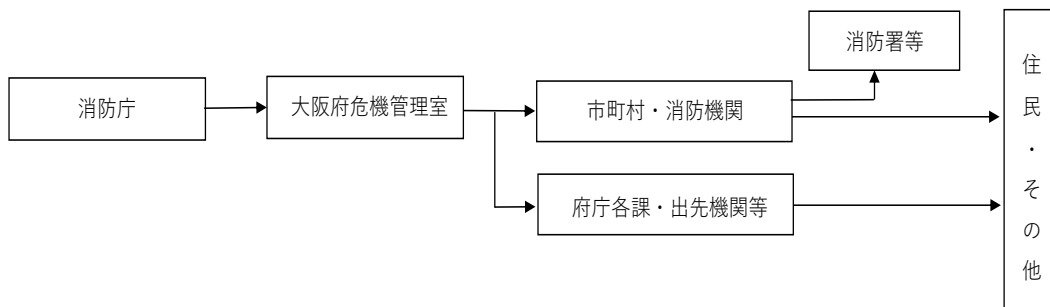 消防署等
消防庁
大阪府危機管理室
市町村・消防機関
府庁各課・出先機関等
住民・その他